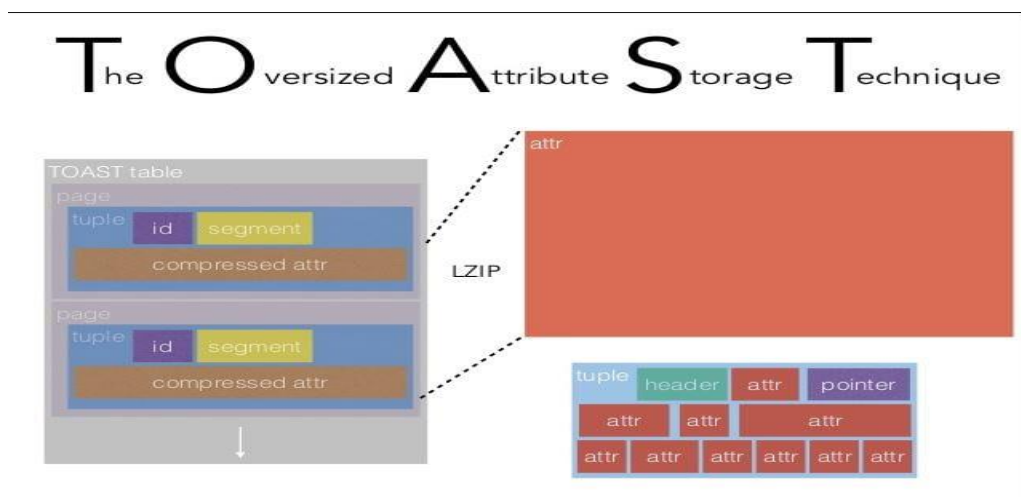 The Oversized Attribute Storage Technique
TOAST table
page
tuple id segment
compressed attr
page
tuple id segment
compressed attr
LZIP
attr
tuple header attr pointer
attr attr attr
attr attr attr attr attr attr